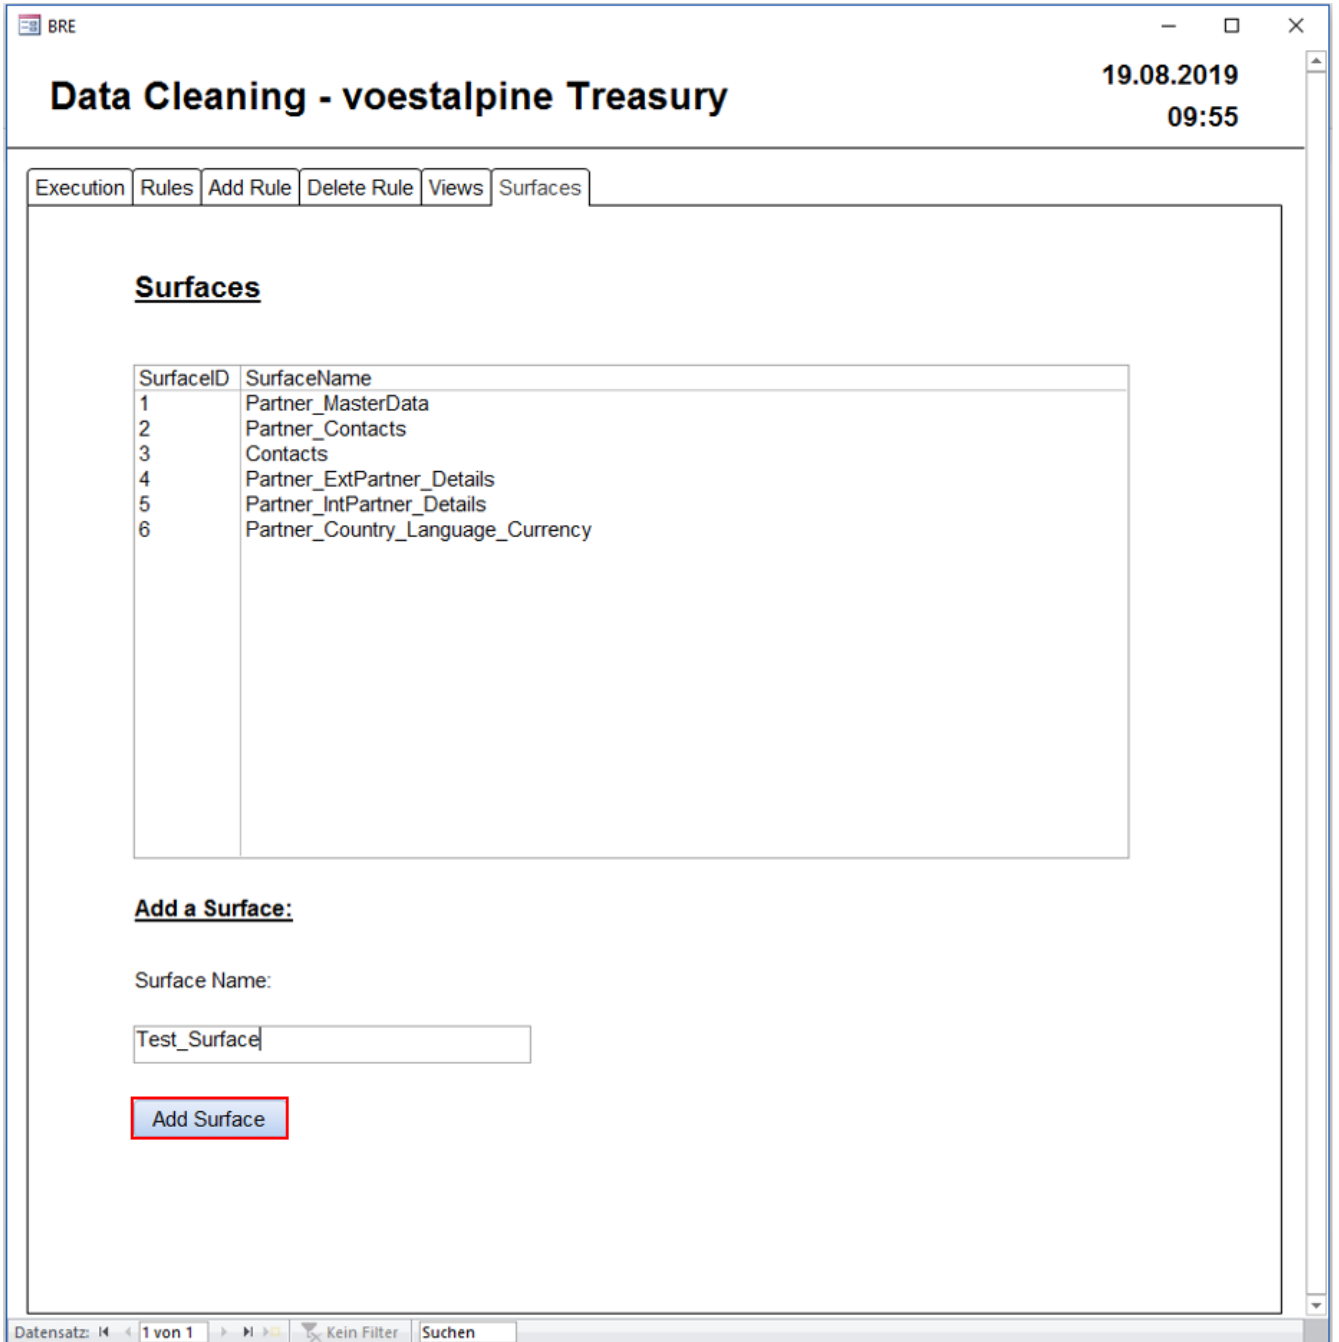 BRE
Data Cleaning - voestalpine Treasury
19.08.2019
09:55
Execution Rules Add Rule Delete Rule Views Surfaces
Surfaces
SurfaceID SurfaceName
1 Partner_MasterData
2 Partner_Contacts
3 Contacts
4 Partner_ExtPartner_Details
5 Partner_IntPartner_Details
6 Partner_Country_Language_Currency
Add a Surface:
Surface Name:
Test_Surface
Add Surface
Datensatz: 1 von 1 Kein Filter Suchen